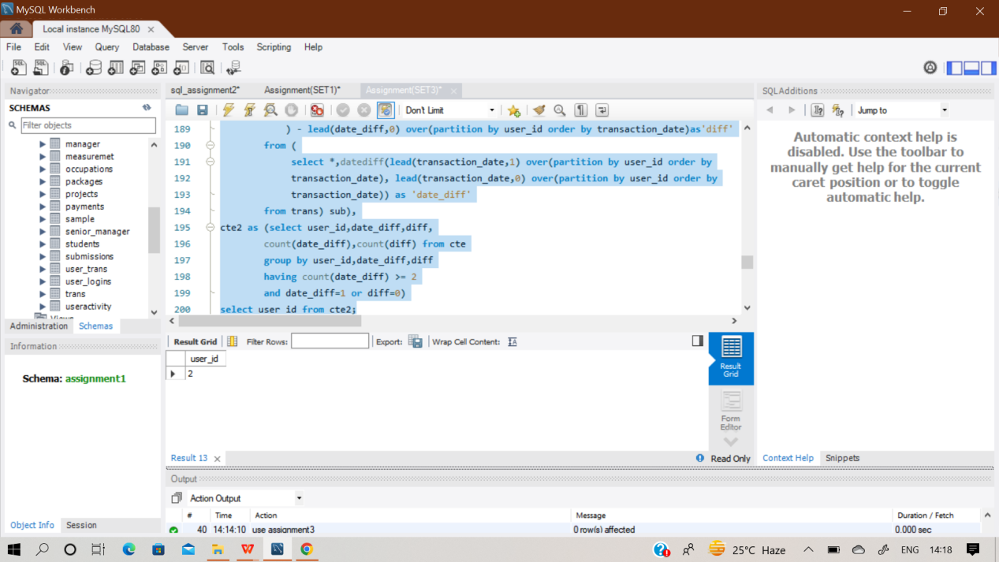 MySQL Workbench
Local instance MySQL80
File Edit View Query Database Server Tools Scripting Help
Navigator
SCHEMAS
Filter objects
manager
measuremet
occupations
packages
projects
payments
sample
senior_manager
students
submissions
user_trans
user_logins
trans
useractivity
Views
Administration Schemas
Information
Schema: assignment1
Object Info Session
sql_assignment2* Assignment(SET1)* Assignment(SET3)*
Don't Limit
189 ) - lead(date_diff,0) over(partition by user_id order by transaction_date)as'diff'
190 from (
191 select *,datediff(lead(transaction_date,1) over(partition by user_id order by
192 transaction_date), lead(transaction_date,0) over(partition by user_id order by
193 transaction_date)) as 'date_diff'
194 from trans) sub),
195 cte2 as (select user_id,date_diff,diff,
196 count(date_diff),count(diff) from cte
197 group by user_id,date_diff,diff
198 having count(date_diff) >= 2
199 and date_diff=1 or diff=0)
200 select user_id from cte2;
Result Grid Filter Rows: Export: Wrap Cell Content:
user_id
2
Result Grid
Form Editor
Result 13
Read Only
Output
Action Output
# Time Action Message Duration / Fetch
40 14:14:10 use assignment3 0 row(s) affected 0.000 sec
SQLAdditions
Jump to
Automatic context help is
disabled. Use the toolbar to
manually get help for the current
caret position or to toggle
automatic help.
Context Help Snippets
25°C Haze ENG 14:18